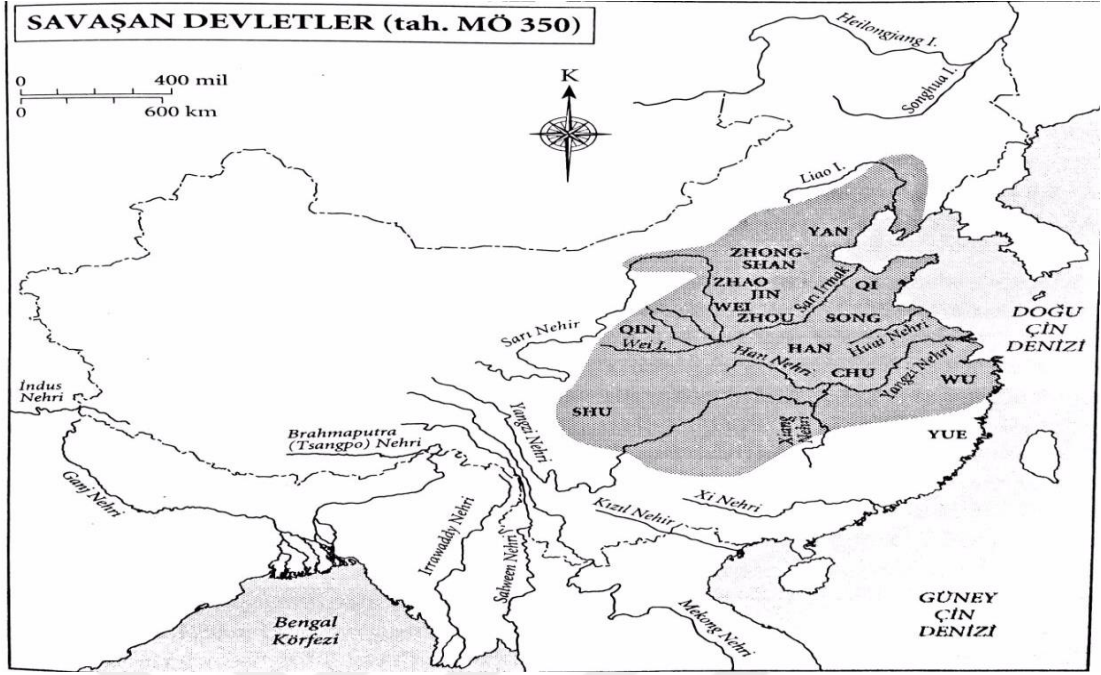 SAVAŞAN DEVLETLER (tah. MÖ 350)
0 400 mil
0 600 km
K
Heilongjang I.
Songhua I.
Liao I.
YAN
ZHONG-
SHAN
ZHAO
JIN
WEI
ZHOU
Sarı Irmak
QI
SONG
QIN
Wei I.
Sarı Nehir
HAN
Huai Nehri
Han Nehri
CHU
Yangzi Nehri
WU
DOĞU
ÇİN
DENİZİ
SHU
Xiang
Nehri
YUE
İndus
Nehri
Brahmaputra
(Tsangpo) Nehri
Yangzi Nehri
Ganj Nehri
Irrawaddy Nehri
Salween Nehri
Kızıl Nehir
Xi Nehri
Mekong Nehri
Bengal
Körfezi
GÜNEY
ÇİN
DENİZİ